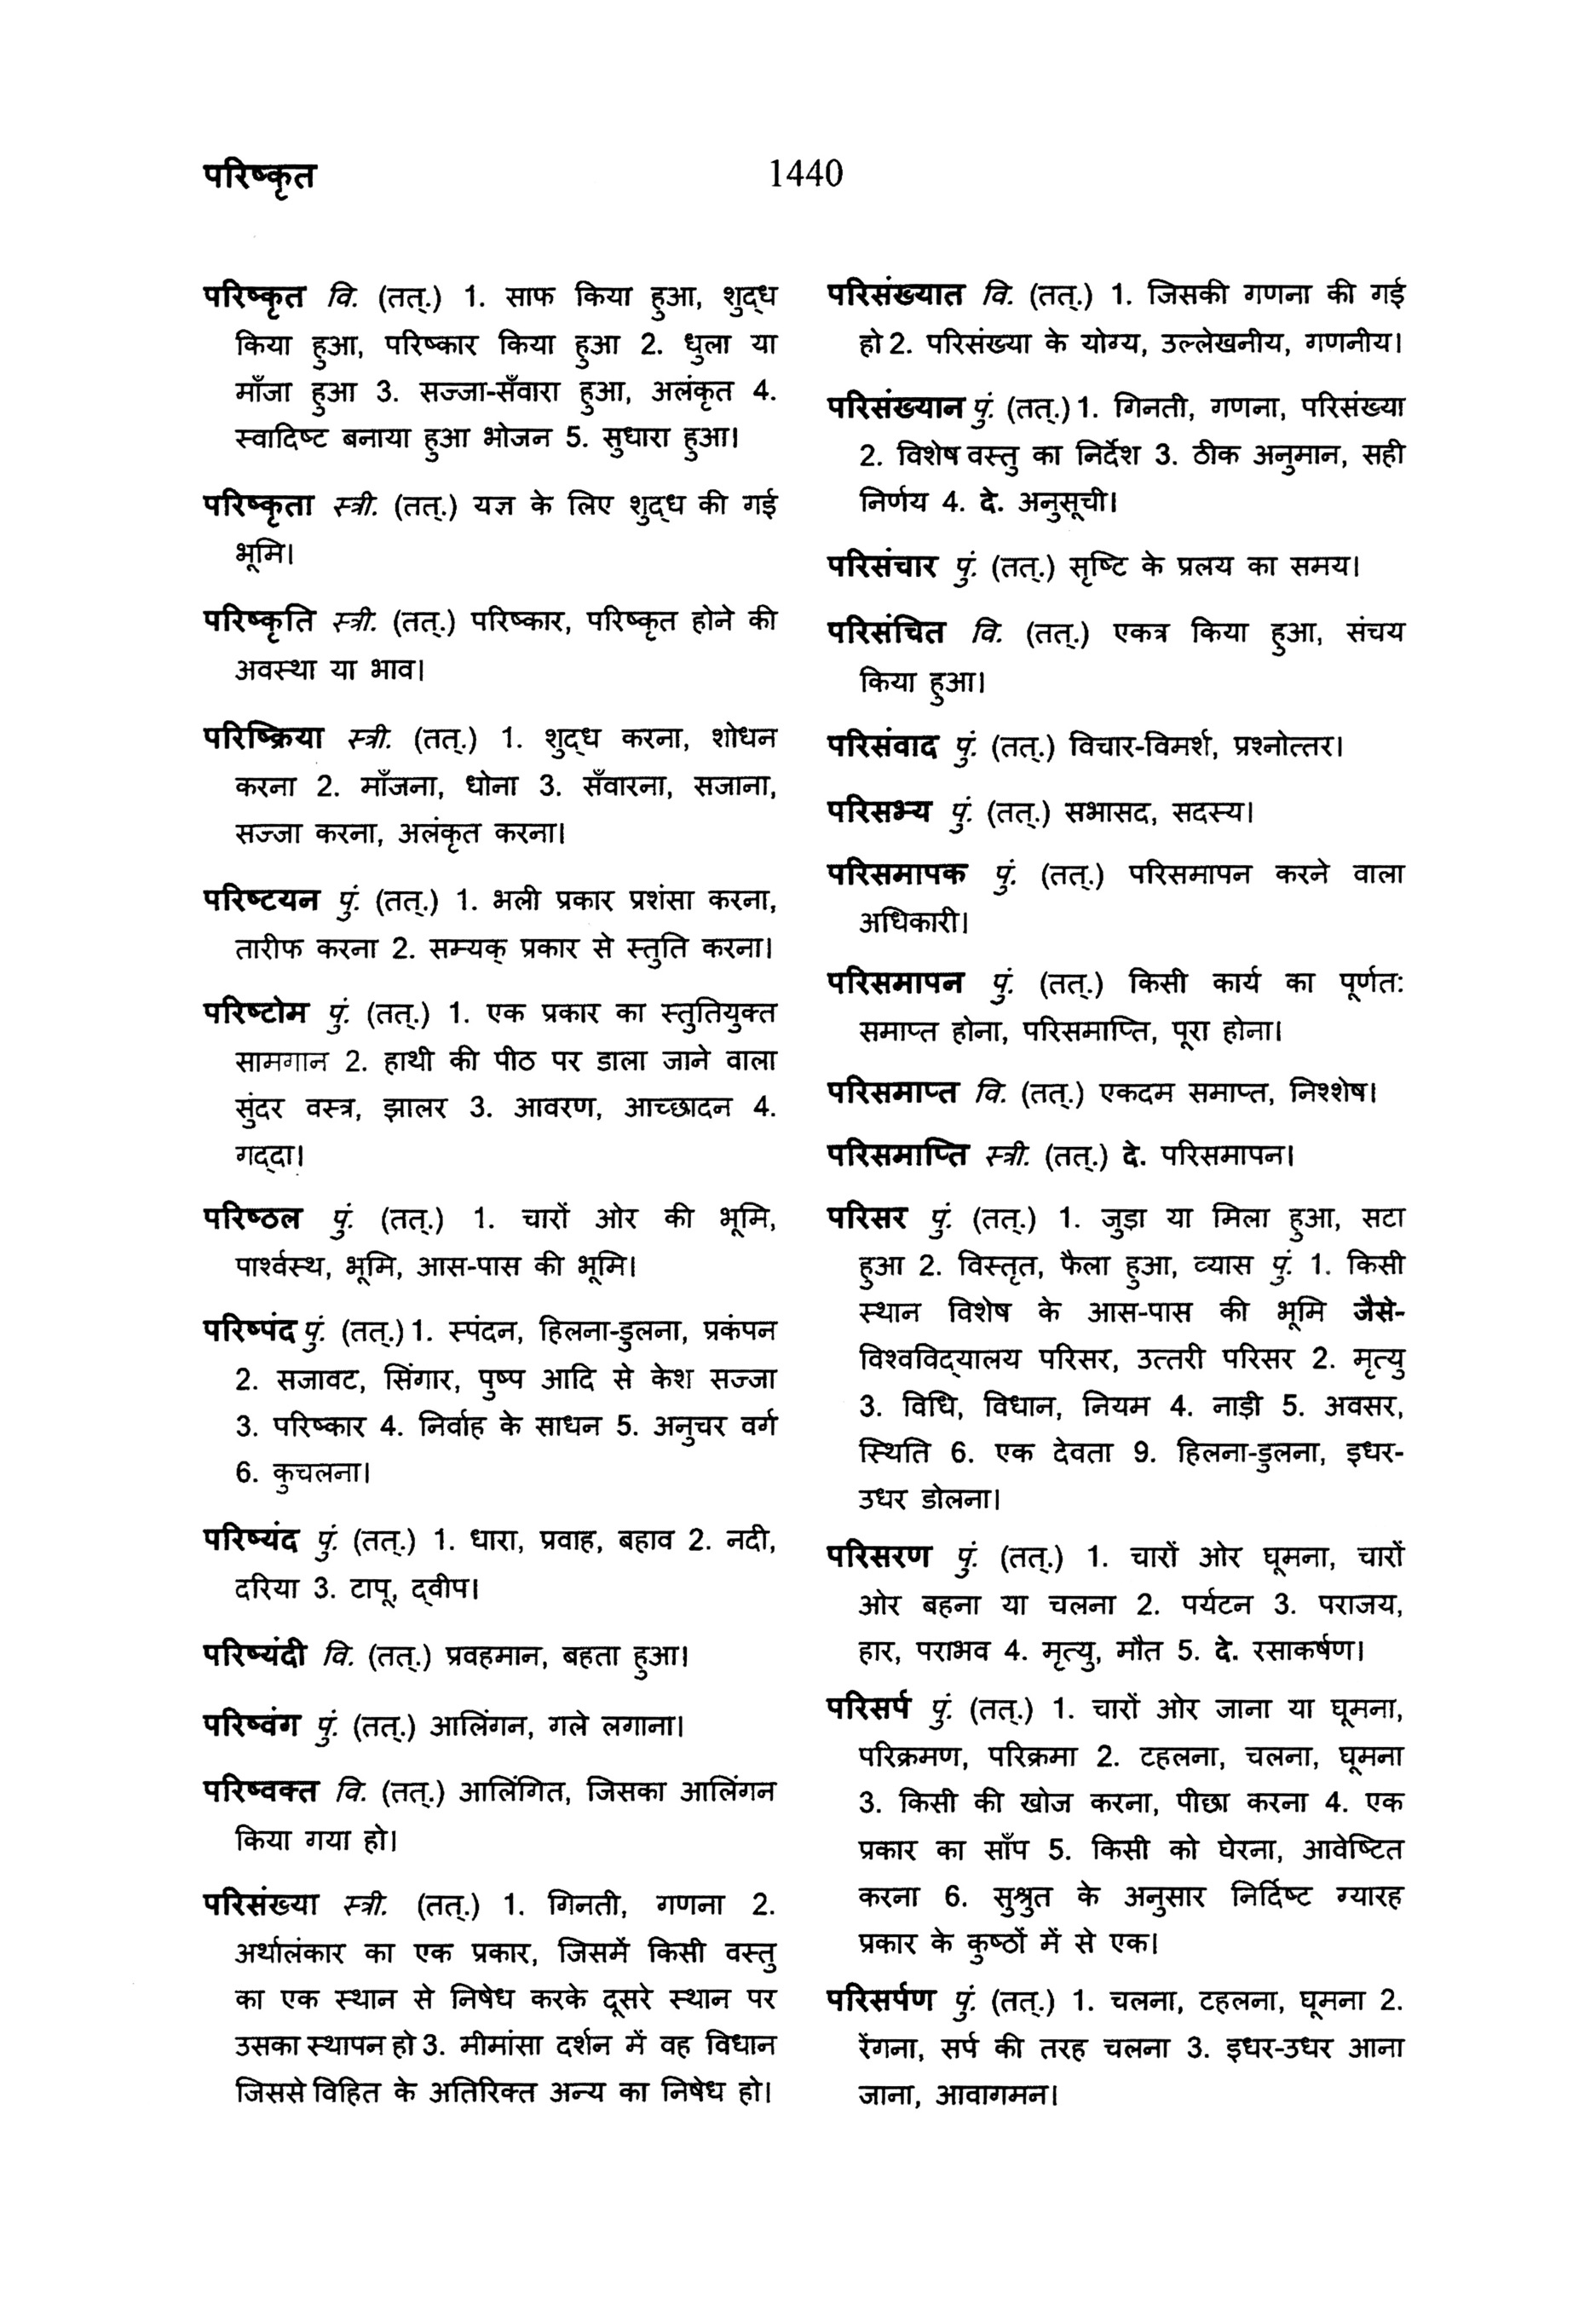 परिष्कृत
1440
परिष्कृत वि. (तत्.) 1. साफ किया हुआ, शुद्ध
किया हुआ, परिष्कार किया हुआ 2. धुला या
माँजा हुआ 3. सज्जा-सँवारा हुआ, अलंकृत 4.
स्वादिष्ट बनाया हुआ भोजन 5. सुधारा हुआ।
परिष्कृता स्त्री. (तत्.) यज्ञ के लिए शुद्ध की गई
भूमि।
परिष्कृति स्त्री. (तत्.) परिष्कार, परिष्कृत होने की
अवस्था या भाव।
परिष्क्रिया स्त्री. (तत्.) 1. शुद्ध करना, शोधन
करना 2. माँजना, धोना 3. सँवारना, सजाना,
सज्जा करना, अलंकृत करना।
परिष्टयन पुं. (तत्.) 1. भली प्रकार प्रशंसा करना,
तारीफ करना 2. सम्यक् प्रकार से स्तुति करना।
परिष्टोम पुं. (तत्.) 1. एक प्रकार का स्तुतियुक्त
सामगान 2. हाथी की पीठ पर डाला जाने वाला
सुंदर वस्त्र, झालर 3. आवरण, आच्छादन 4.
गद्दा।
परिष्ठल पुं. (तत्.) 1. चारों ओर की भूमि,
पार्श्वस्थ, भूमि, आस-पास की भूमि।
परिष्पंद पुं. (तत्.) 1. स्पंदन, हिलना-डुलना, प्रकंपन
2. सजावट, सिंगार, पुष्प आदि से केश सज्जा
3. परिष्कार 4. निर्वाह के साधन 5. अनुचर वर्ग
6. कुचलना।
परिष्यंद पुं. (तत्.) 1. धारा, प्रवाह, बहाव 2. नदी,
दरिया 3. टापू, द्वीप।
परिष्यंदी वि. (तत्.) प्रवहमान, बहता हुआ।
परिष्वंग पुं. (तत्.) आलिंगन, गले लगाना।
परिष्वक्त वि. (तत्.) आलिंगित, जिसका आलिंगन
किया गया हो।
परिसंख्या स्त्री. (तत्.) 1. गिनती, गणना 2.
अर्थालंकार का एक प्रकार, जिसमें किसी वस्तु
का एक स्थान से निषेध करके दूसरे स्थान पर
उसका स्थापन हो 3. मीमांसा दर्शन में वह विधान
जिससे विहित के अतिरिक्त अन्य का निषेध हो।
परिसंख्यात वि. (तत्.) 1. जिसकी गणना की गई
हो 2. परिसंख्या के योग्य, उल्लेखनीय, गणनीय।
परिसंख्यान पुं. (तत्.) 1. गिनती, गणना, परिसंख्या
2. विशेष वस्तु का निर्देश 3. ठीक अनुमान, सही
निर्णय 4. दे. अनुसूची।
परिसंचार पुं. (तत्.) सृष्टि के प्रलय का समय।
परिसंचित वि. (तत्.) एकत्र किया हुआ, संचय
किया हुआ।
परिसंवाद पुं. (तत्.) विचार-विमर्श, प्रश्नोत्तर।
परिसभ्य पुं. (तत्.) सभासद, सदस्य।
परिसमापक पुं. (तत्.) परिसमापन करने वाला
अधिकारी।
परिसमापन पुं. (तत्.) किसी कार्य का पूर्णत:
समाप्त होना, परिसमाप्ति, पूरा होना।
परिसमाप्त वि. (तत्.) एकदम समाप्त, निश्शेष।
परिसमाप्ति स्त्री. (तत्.) दे. परिसमापन।
परिसर पुं. (तत्.) 1. जुड़ा या मिला हुआ, सटा
हुआ 2. विस्तृत, फैला हुआ, व्यास पुं. 1. किसी
स्थान विशेष के आस-पास की भूमि जैसे-
विश्वविद्यालय परिसर, उत्तरी परिसर 2. मृत्यु
3. विधि, विधान, नियम 4. नाड़ी 5. अवसर,
स्थिति 6. एक देवता 9. हिलना-डुलना, इधर-
उधर डोलना।
परिसरण पुं. (तत्.) 1. चारों ओर घूमना, चारों
ओर बहना या चलना 2. पर्यटन 3. पराजय,
हार, पराभव 4. मृत्यु, मौत 5. दे. रसाकर्षण।
परिसर्प पुं. (तत्.) 1. चारों ओर जाना या घूमना,
परिक्रमण, परिक्रमा 2. टहलना, चलना, घूमना
3. किसी की खोज करना, पीछा करना 4. एक
प्रकार का साँप 5. किसी को घेरना, आवेष्टित
करना 6. सुश्रुत के अनुसार निर्दिष्ट ग्यारह
प्रकार के कुष्ठों में से एक।
परिसर्पण पुं. (तत्.) 1. चलना, टहलना, घूमना 2.
रेंगना, सर्प की तरह चलना 3. इधर-उधर आना
जाना, आवागमन।